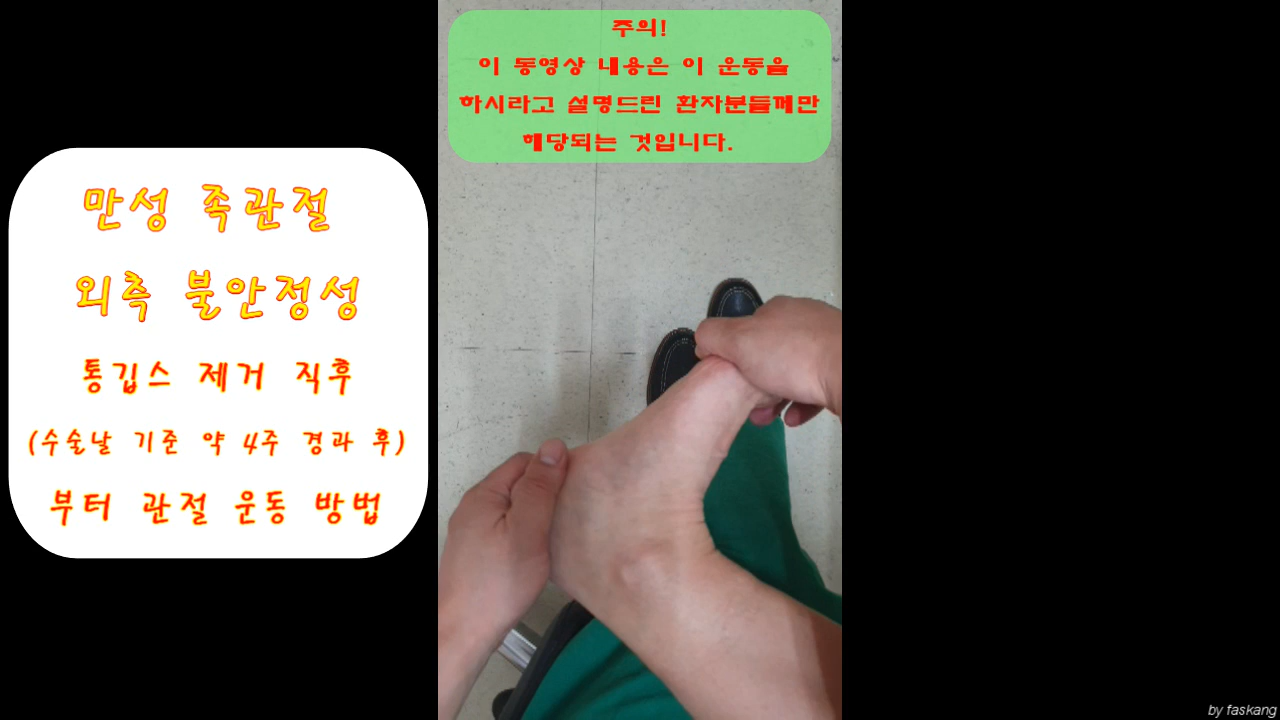 만성 족관절
외측 불안정성
통깁스 제거 직후
(수술날 기준 약 4주 경과 후)
부터 관절 운동 방법
주의!
이 동영상 내용은 이 운동을
하시라고 설명드린 환자분들께만
해당되는 것입니다.
by faskang